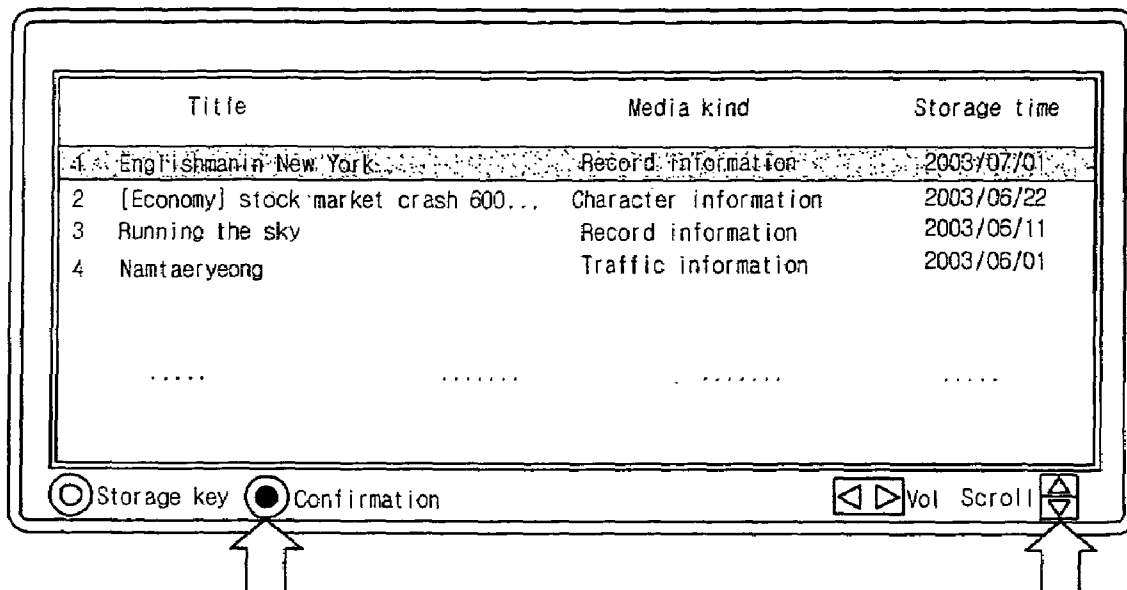 Title Media kind Storage time
1 Englishmanin New York Record information 2003/07/01
2 [Economy] stock market crash 600... Character information 2003/06/22
3 Running the sky Record information 2003/06/11
4 Namtaeryeong Traffic information 2003/06/01
..... ....... ....... .....
Storage key Confirmation Vol Scroll